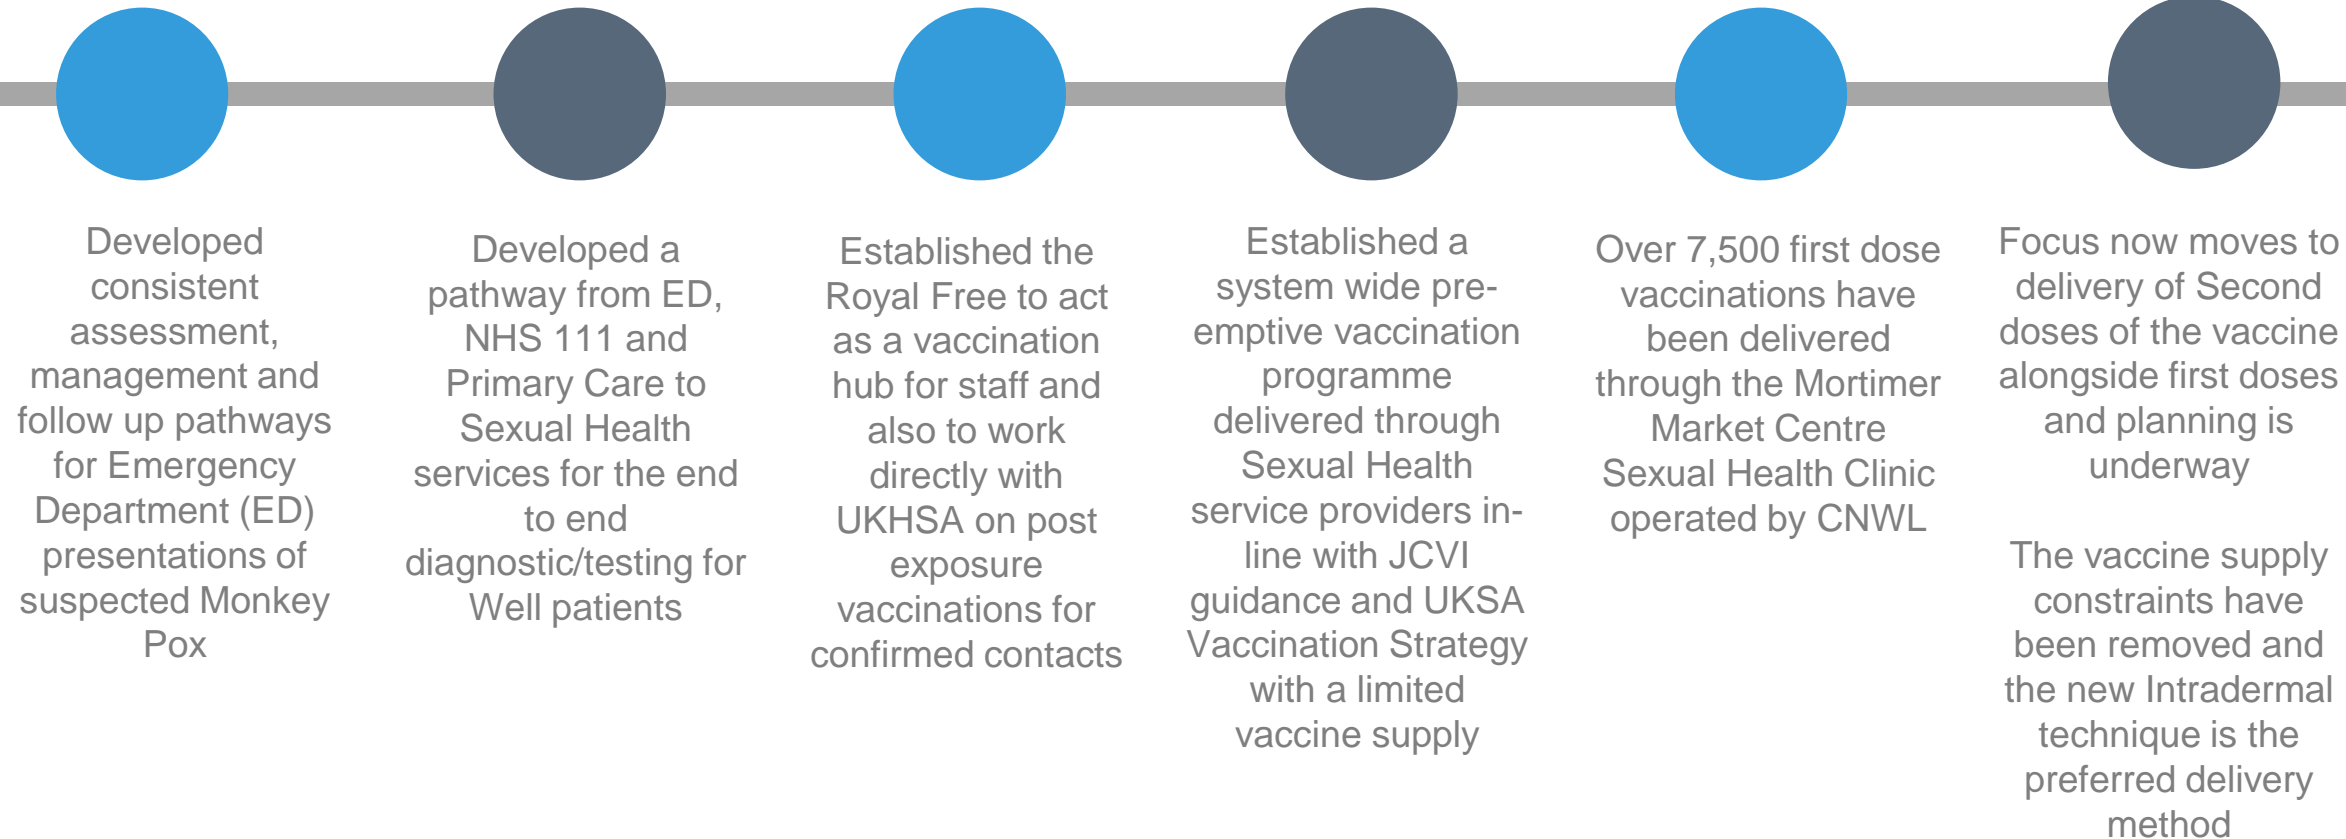 Developed
consistent
assessment,
management and
follow up pathways
for Emergency
Department (ED)
presentations of
suspected Monkey
Pox
Developed a
pathway from ED,
NHS 111 and
Primary Care to
Sexual Health
services for the end
to end
diagnostic/testing for
Well patients
Established the
Royal Free to act
as a vaccination
hub for staff and
also to work
directly with
UKHSA on post
exposure
vaccinations for
confirmed contacts
Established a
system wide pre-
emptive vaccination
programme
delivered through
Sexual Health
service providers in-
line with JCVI
guidance and UKSA
Vaccination Strategy
with a limited
vaccine supply
Over 7,500 first dose
vaccinations have
been delivered
through the Mortimer
Market Centre
Sexual Health Clinic
operated by CNWL
Focus now moves to
delivery of Second
doses of the vaccine
alongside first doses
and planning is
underway
The vaccine supply
constraints have
been removed and
the new Intradermal
technique is the
preferred delivery
method